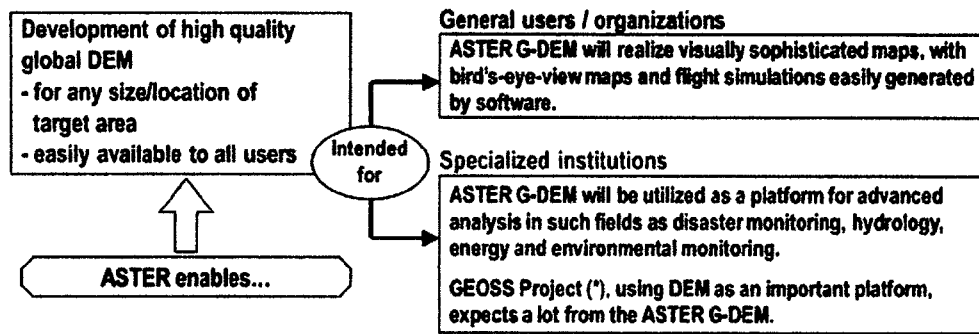 Development of high quality
global DEM
- for any size/location of
target area
- easily available to all users
ASTER enables...
Intended
for
General users / organizations
ASTER G-DEM will realize visually sophisticated maps, with
bird's-eye-view maps and flight simulations easily generated
by software.
Specialized institutions
ASTER G-DEM will be utilized as a platform for advanced
analysis in such fields as disaster monitoring, hydrology,
energy and environmental monitoring.
GEOSS Project (*), using DEM as an important platform,
expects a lot from the ASTER G-DEM.